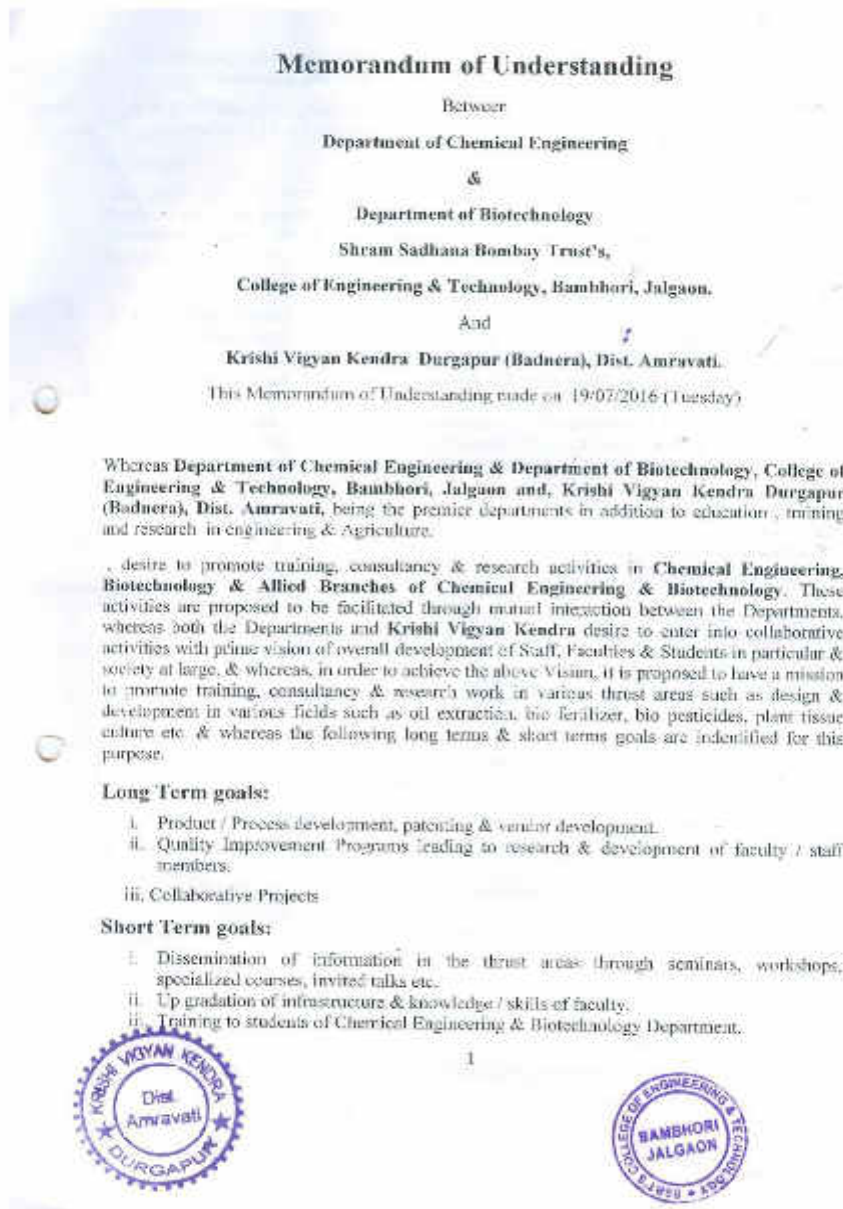 Memorandum of Understanding
Between
Department of Chemical Engineering
&
Department of Biotechnology
Shram Sadhana Bombay Trust's,
College of Engineering & Technology, Bambhori, Jalgaon.
And
Krishi Vigyan Kendra Durgapur (Badnera), Dist. Amravati.
This Memorandum of Understanding made on 19/07/2016 (Tuesday)
Whereas Department of Chemical Engineering & Department of Biotechnology, College of
Engineering & Technology, Bambhori, Jalgaon and, Krishi Vigyan Kendra Durgapur
(Badnera), Dist. Amravati, being the premier departments in addition to education , training
and research in engineering & Agriculture.
, desire to promote training, consultancy & research activities in Chemical Engineering,
Biotechnology & Allied Branches of Chemical Engineering & Biotechnology. These
activities are proposed to be facilitated through mutual interaction between the Departments,
whereas both the Departments and Krishi Vigyan Kendra desire to enter into collaborative
activities with prime vision of overall development of Staff, Faculties & Students in particular &
society at large, & whereas, in order to achieve the above Vision, it is proposed to have a mission
to promote training, consultancy & research work in various thrust areas such as design &
development in various fields such as oil extraction, bio fertilizer, bio pesticides, plant tissue
culture etc. & whereas the following long terms & short terms goals are indentified for this
purpose.
Long Term goals:
i. Product / Process development, patenting & vendor development.
ii. Quality Improvement Programs leading to research & development of faculty / staff
members.
iii. Collaborative Projects
Short Term goals:
i. Dissemination of information in the thrust areas through seminars, workshops,
specialized courses, invited talks etc.
ii. Up gradation of infrastructure & knowledge / skills of faculty.
ii. Training to students of Chemical Engineering & Biotechnology Department.
1
KRISHI VIGYAN KENDRA
Dist.
Amravati
DURGAPUR
SSBT'S COLLEGE OF ENGINEERING & TECHNOLOGY
BAMBHORI
JALGAON